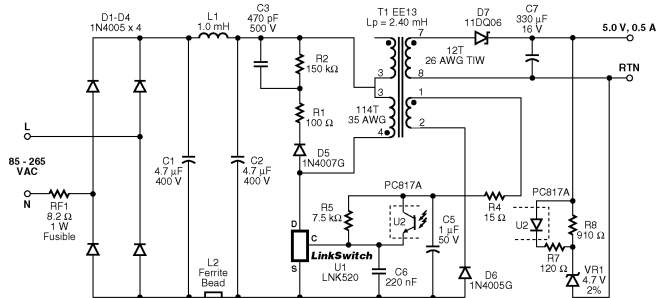 D1-D4
1N4005 x 4
L1
1.0 mH
C3
470 pF
500 V
T1 EE13
Lp = 2.40 mH
D7
11DQ06
C7
330 µF
16 V
5.0 V, 0.5 A
7
12T
26 AWG TIW
R2
150 kΩ
RTN
3
8
3
1
R1
100 Ω
114T
35 AWG
4
2
L
85 - 265
VAC
N
D5
1N4007G
C1
4.7 µF
400 V
C2
4.7 µF
400 V
RF1
8.2 Ω
1 W
Fusible
PC817A
R5
7.5 kΩ
U2
C5
1 µF
50 V
R4
15 Ω
PC817A
U2
R8
910 Ω
R7
120 Ω
D
C
S
LinkSwitch
U1
LNK520
C6
220 nF
D6
1N4005G
VR1
4.7 V
2%
L2
Ferrite
Bead